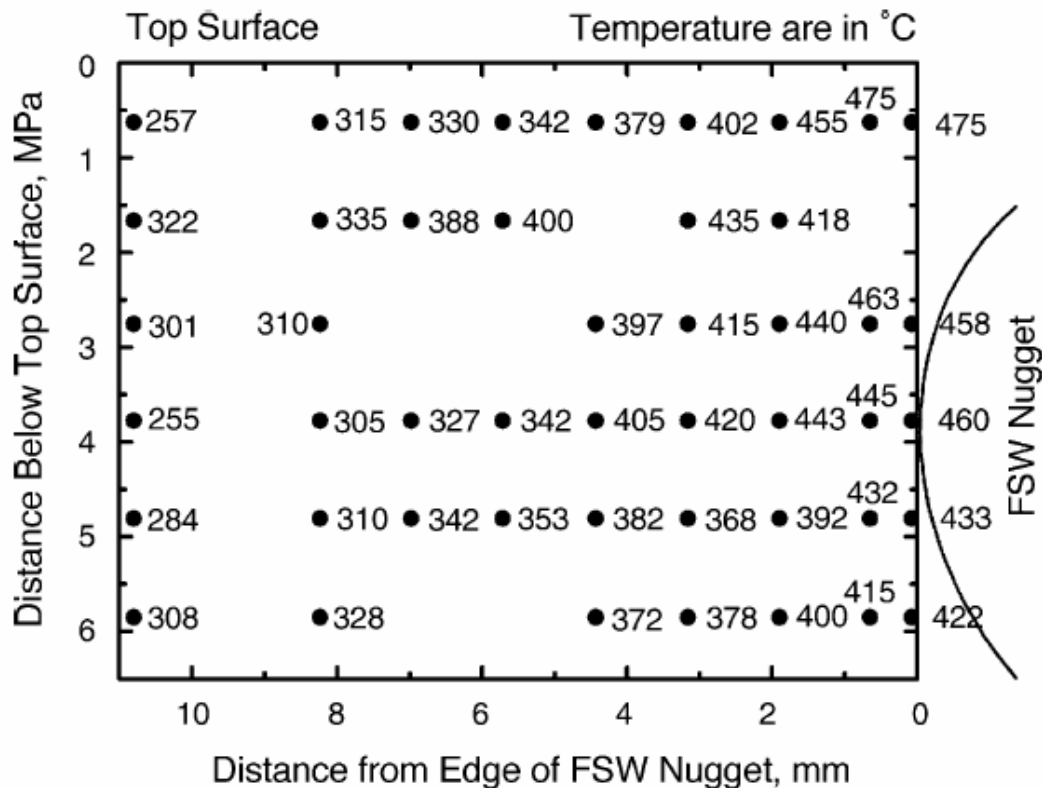 Top Surface Temperature are in °C
0
475
257 315 330 342 379 402 455 475
1
322 335 388 400 435 418
2
463
301 310 397 415 440 458
3
445
255 305 327 342 405 420 443 460
4
432
284 310 342 353 382 368 392 433
5
415
308 328 372 378 400 422
6
10 8 6 4 2 0
Distance from Edge of FSW Nugget, mm
Distance Below Top Surface, MPa
FSW Nugget